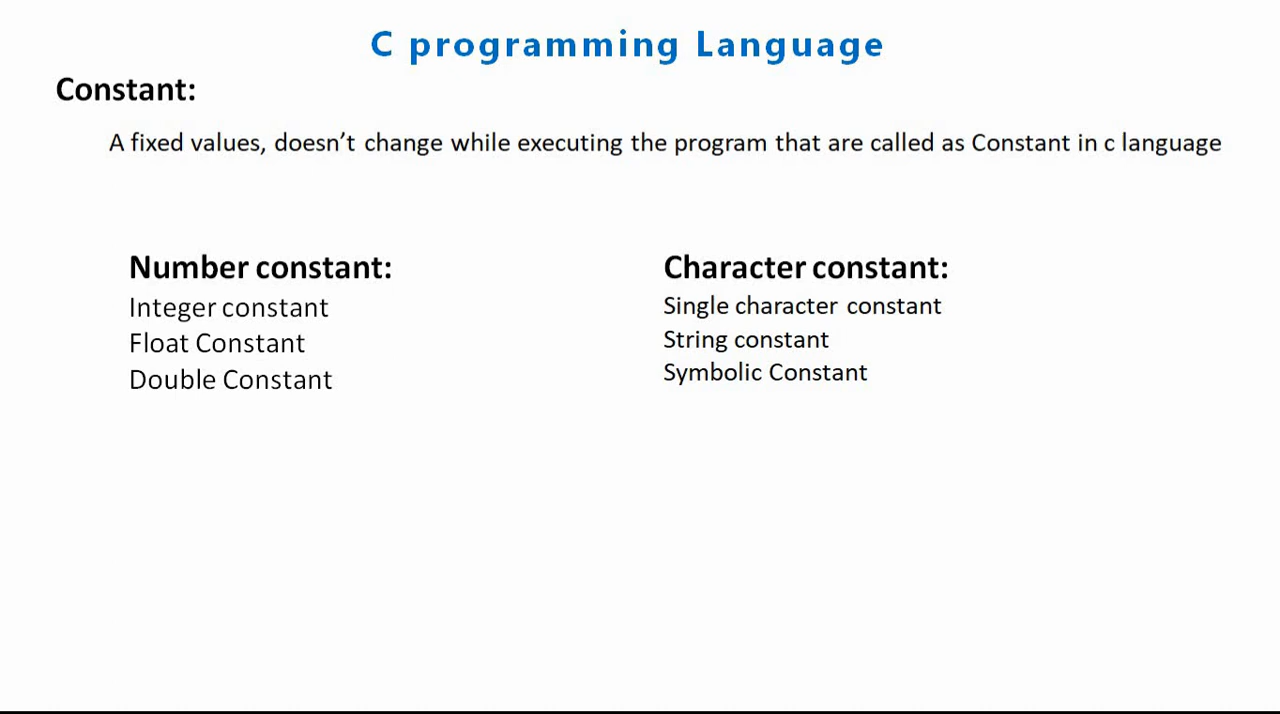 C programming Language
Constant:
A fixed values, doesn't change while executing the program that are called as Constant in c language
Number constant:
Integer constant
Float Constant
Double Constant
Character constant:
Single character constant
String constant
Symbolic Constant